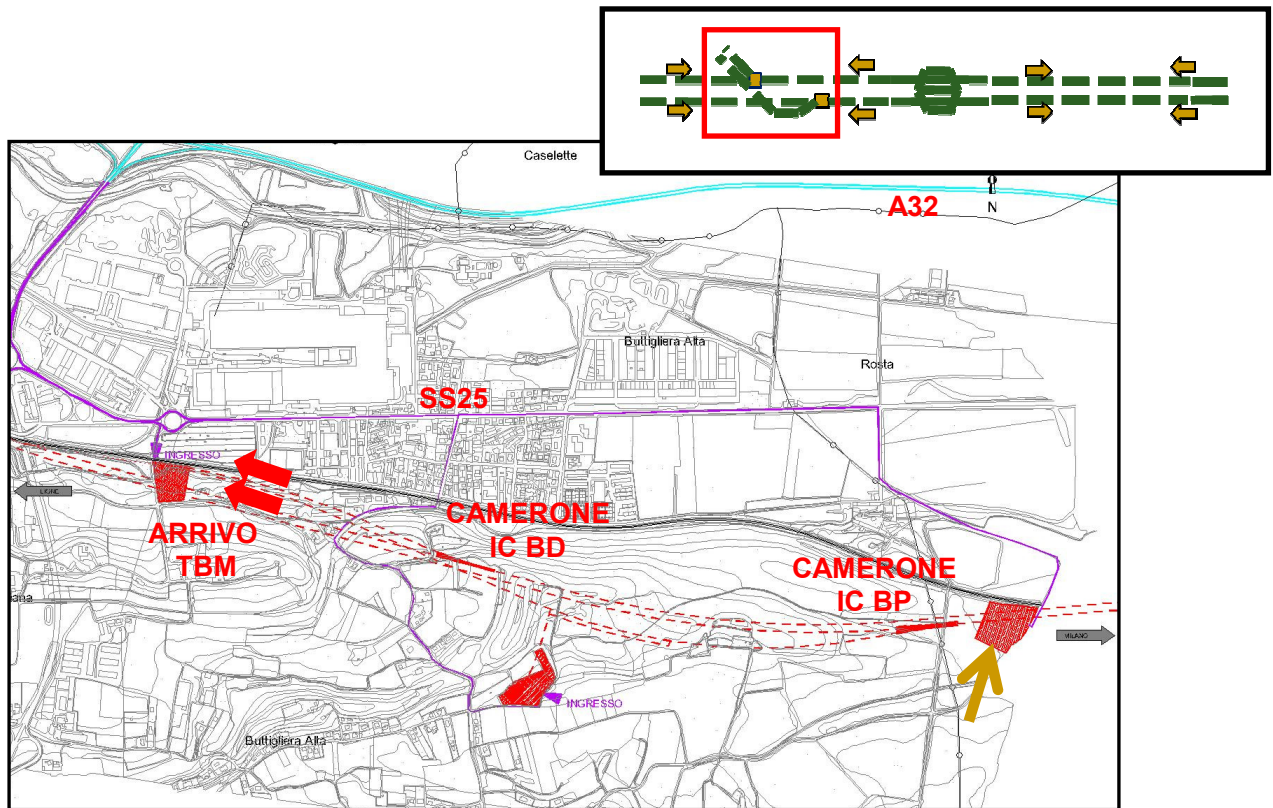 Caselette
A32
N
Buttigliera Alta
Rosta
SS25
INGRESSO
LIONE
CAMERONE
IC BD
ARRIVO
TBM
CAMERONE
IC BP
MILANO
INGRESSO
Buttigliera Alta